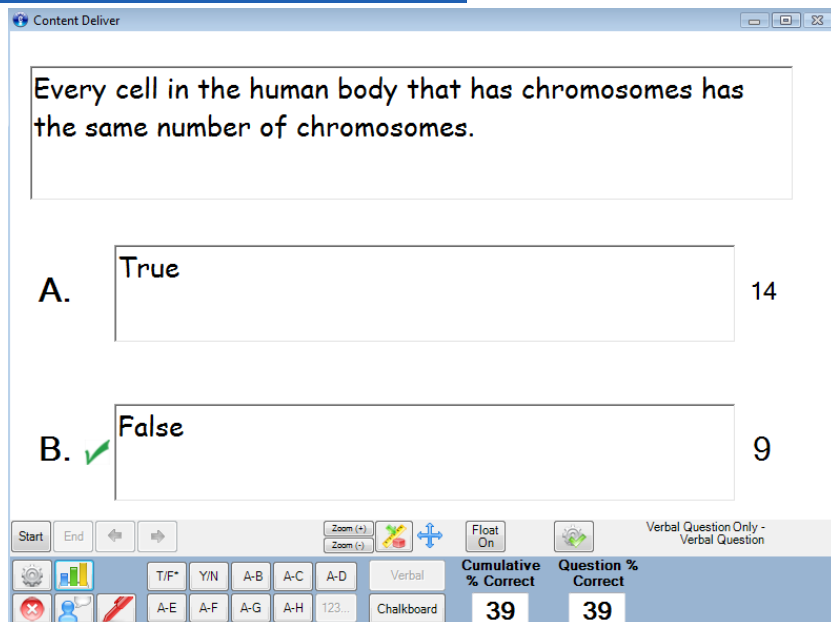 Content Deliver
Every cell in the human body that has chromosomes has
the same number of chromosomes.
A.
True
14
B.
False
9
Start
End
Zoom (+)
Zoom (-)
Float
On
Verbal Question Only -
Verbal Question
T/F*
Y/N
A-B
A-C
A-D
Verbal
Cumulative
% Correct
Question %
Correct
A-E
A-F
A-G
A-H
123...
Chalkboard
39
39